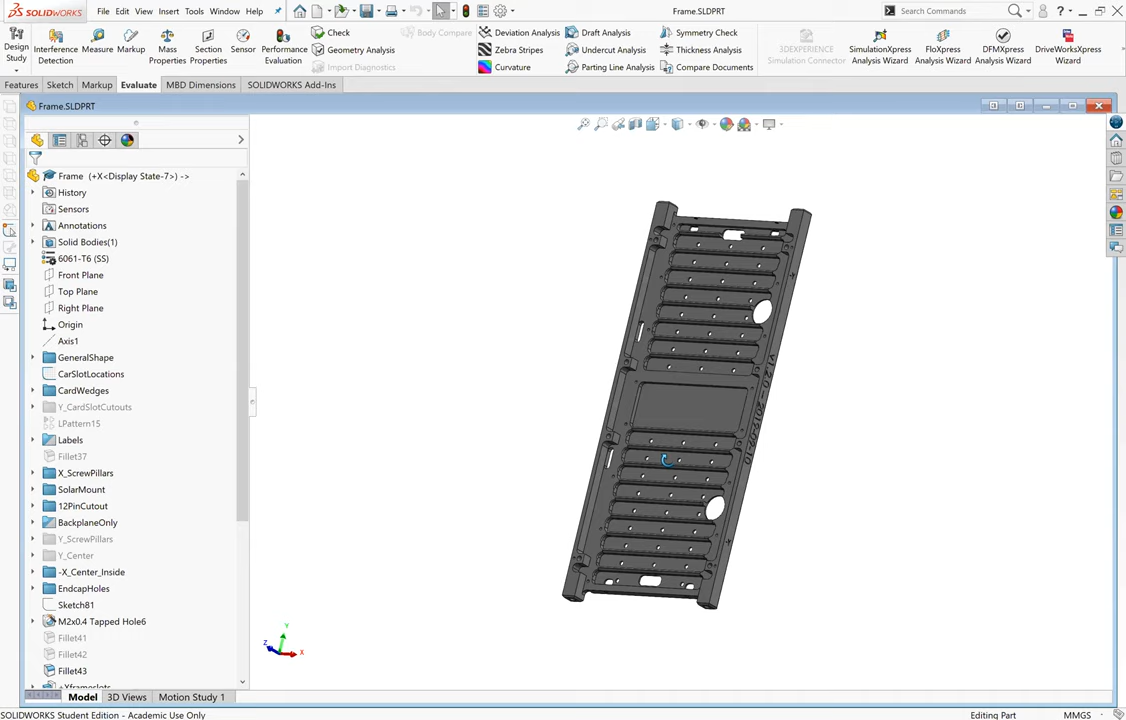 SOLIDWORKS File Edit View Insert Tools Window Help Frame.SLDPRT Search Commands
Design Study
Interference Detection
Measure
Markup
Mass Properties
Section Properties
Sensor
Performance Evaluation
Check
Geometry Analysis
Import Diagnostics
Body Compare
Deviation Analysis
Zebra Stripes
Curvature
Draft Analysis
Undercut Analysis
Parting Line Analysis
Symmetry Check
Thickness Analysis
Compare Documents
3DEXPERIENCE Simulation Connector
SimulationXpress Analysis Wizard
FloXpress Analysis Wizard
DFMXpress Analysis Wizard
DriveWorksXpress Wizard
Features Sketch Markup Evaluate MBD Dimensions SOLIDWORKS Add-Ins
Frame.SLDPRT
Frame (+X<Display State-7>) ->
History
Sensors
Annotations
Solid Bodies(1)
6061-T6 (SS)
Front Plane
Top Plane
Right Plane
Origin
Axis1
GeneralShape
CarSlotLocations
CardWedges
Y_CardSlotCutouts
LPattern15
Labels
Fillet37
X_ScrewPillars
SolarMount
12PinCutout
BackplaneOnly
Y_ScrewPillars
Y_Center
-X_Center_Inside
EndcapHoles
Sketch81
M2x0.4 Tapped Hole6
Fillet41
Fillet42
Fillet43
+Xframeslots
V1.20-2019.09.10
Y
Z
X
Model 3D Views Motion Study 1
SOLIDWORKS Student Edition - Academic Use Only Editing Part MMGS